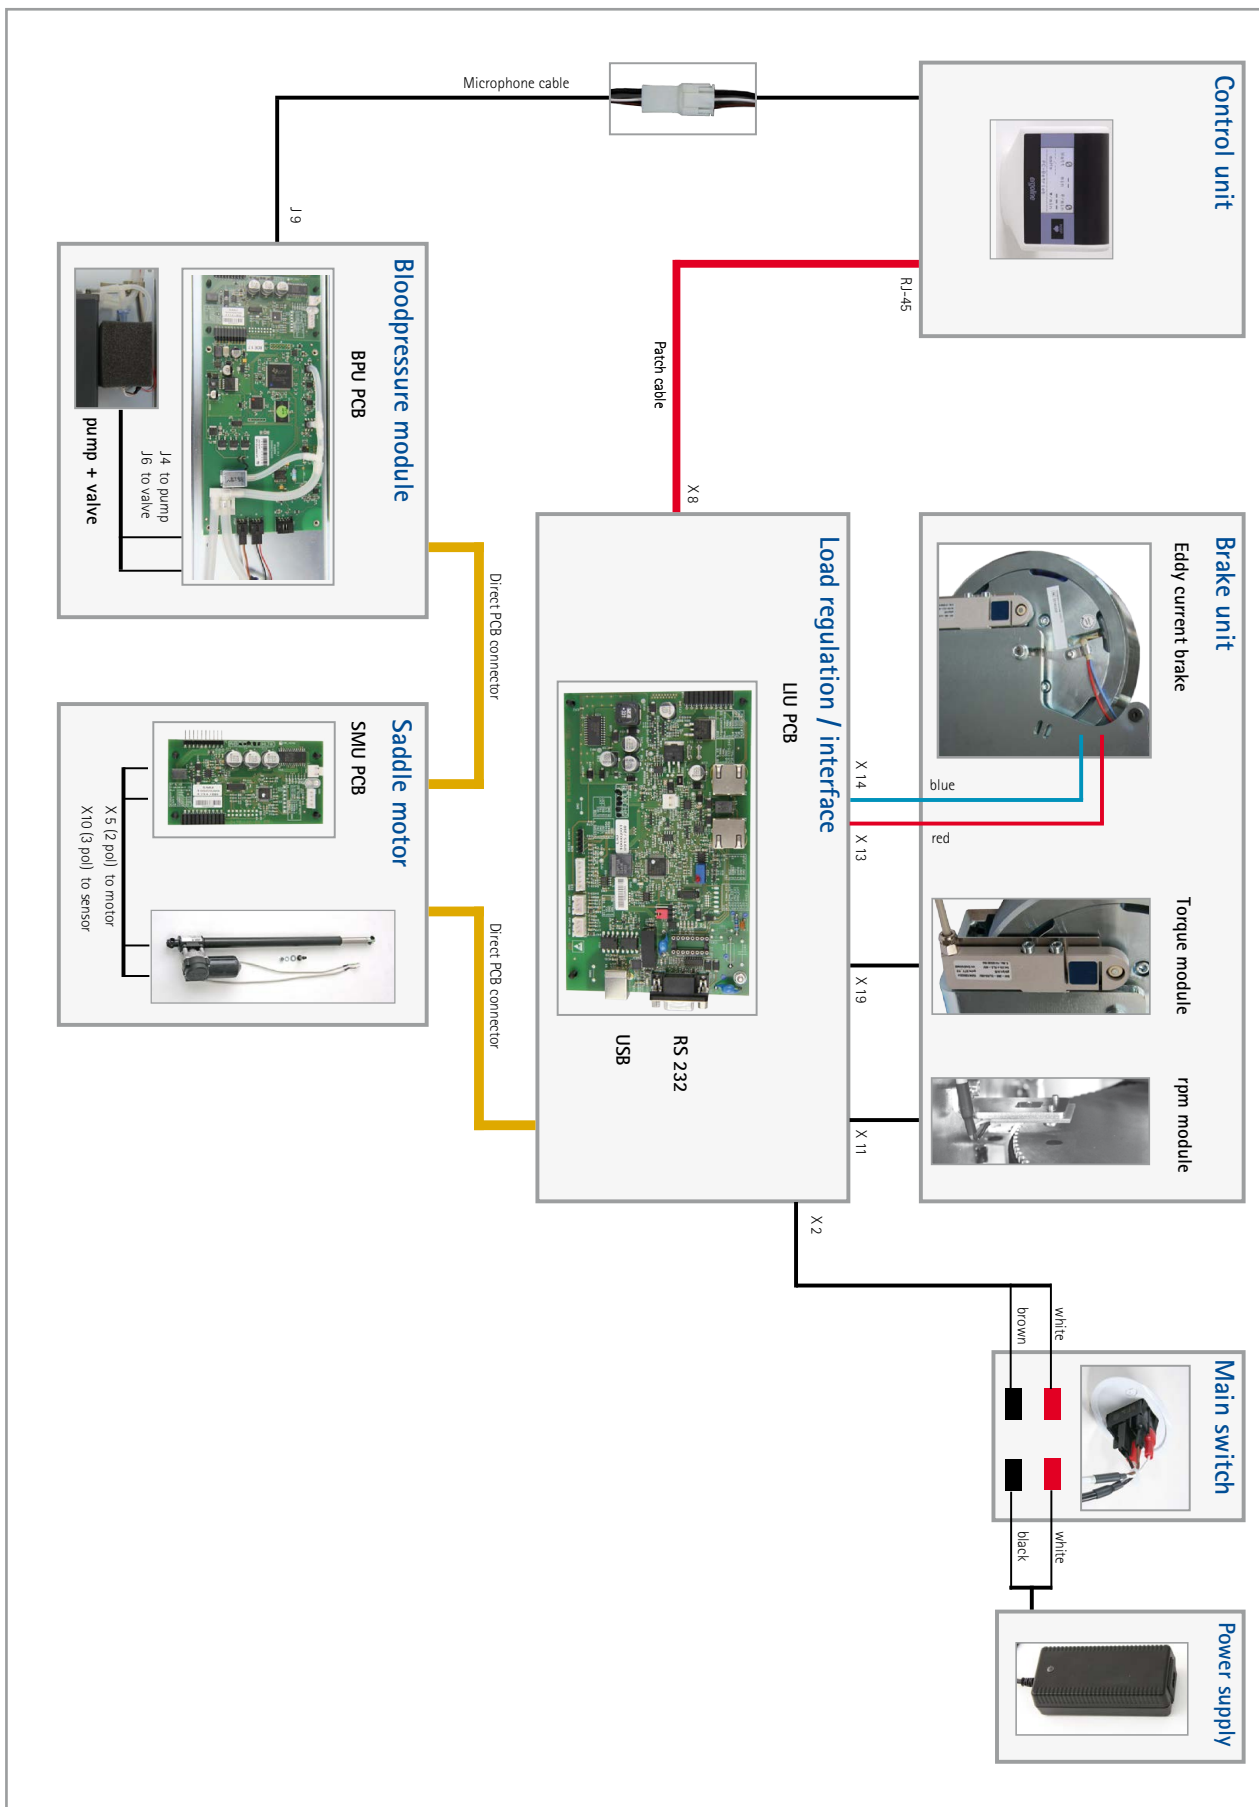 Control unit
ergoline
RJ-45
Microphone cable
Patch cable
J 9
X 8
Bloodpressure module
BPU PCB
J4 to pump
J6 to valve
pump + valve
Direct PCB connector
Saddle motor
SMU PCB
X 5 (2 pol) to motor
X10 (3 pol) to sensor
Direct PCB connector
Load regulation / interface
LIU PCB
RS 232
USB
Brake unit
Eddy current brake
Torque module
rpm module
X 14
blue
X 13
red
X 19
X 11
X 2
white
brown
Main switch
white
black
Power supply